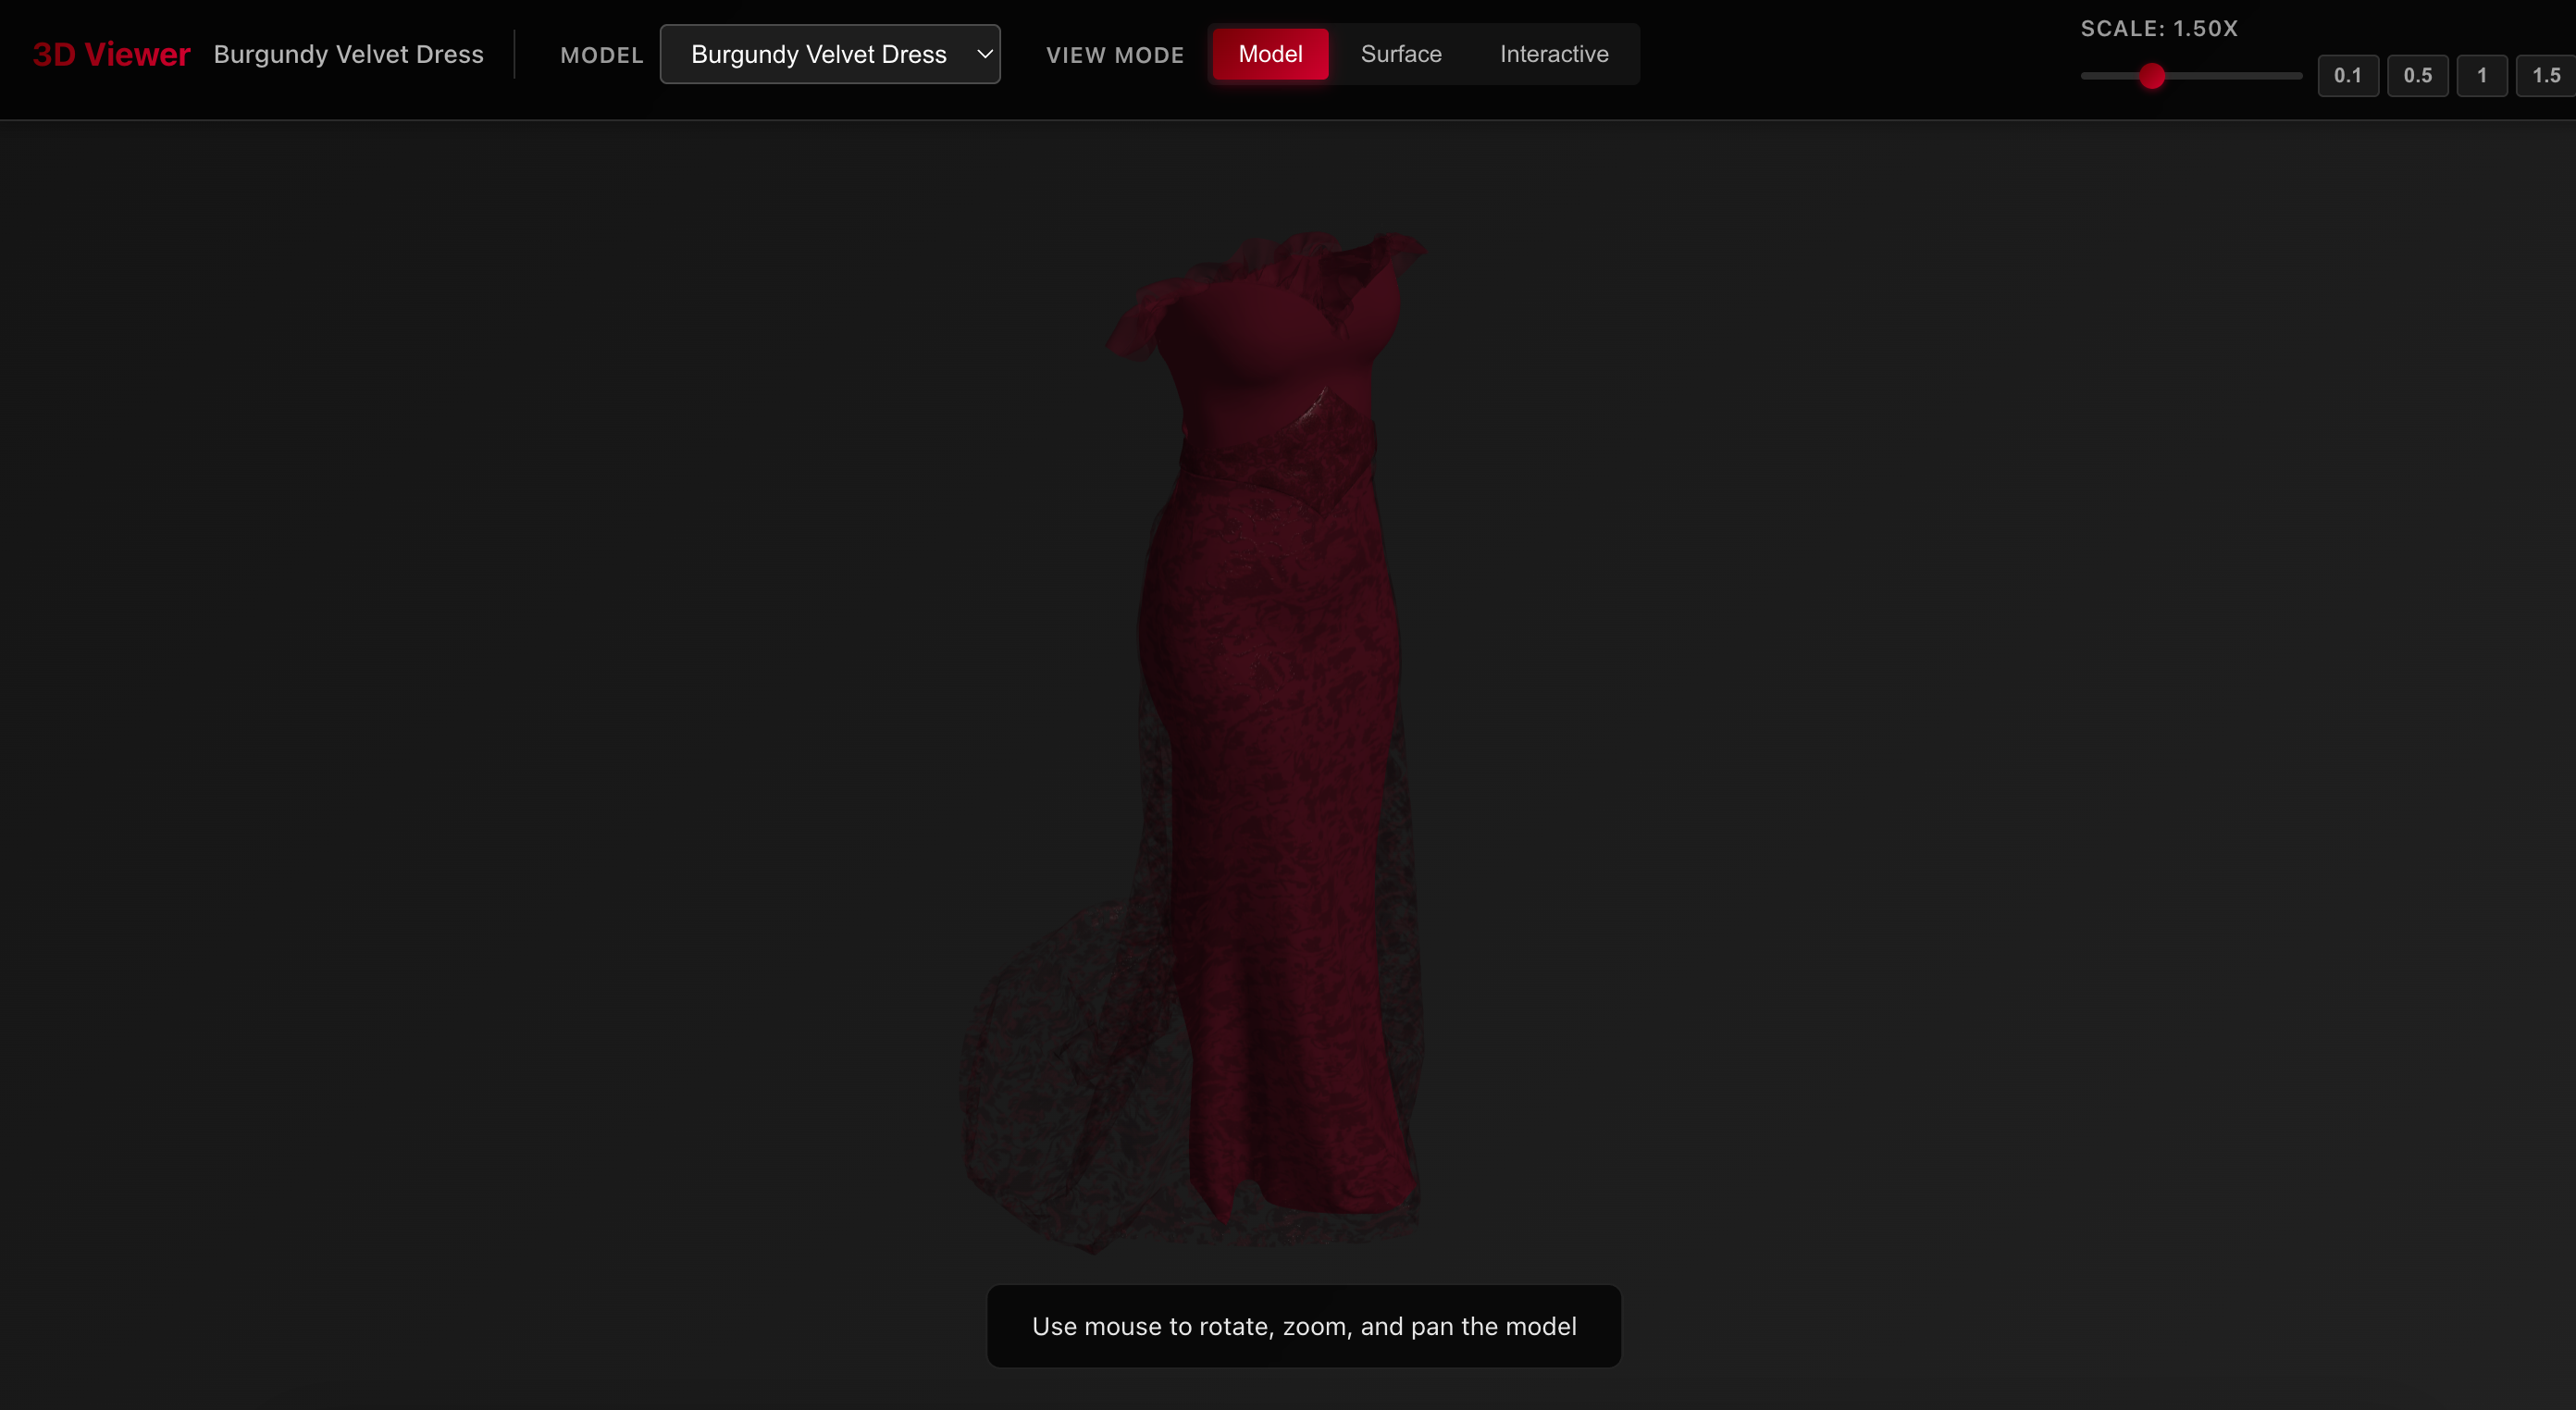 3D Viewer Burgundy Velvet Dress MODEL Burgundy Velvet Dress VIEW MODE Model Surface Interactive
SCALE: 1.50X
0.1 0.5 1 1.5
Use mouse to rotate, zoom, and pan the model